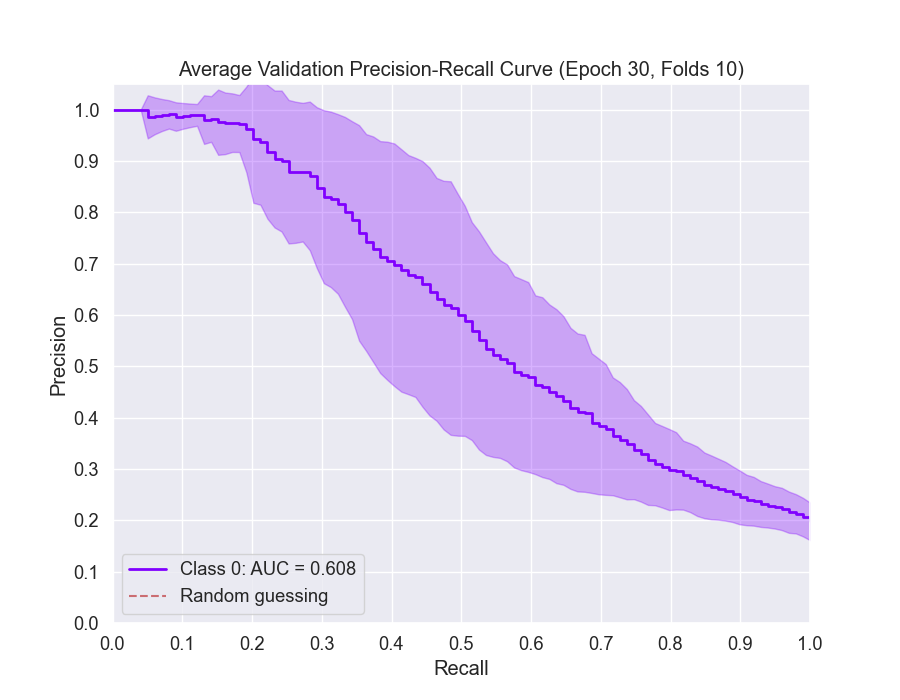 Average Validation Precision-Recall Curve (Epoch 30, Folds 10)
Precision
1.0
0.9
0.8
0.7
0.6
0.5
0.4
0.3
0.2
0.1
0.0
Class 0: AUC = 0.608
Random guessing
0.0 0.1 0.2 0.3 0.4 0.5 0.6 0.7 0.8 0.9 1.0
Recall